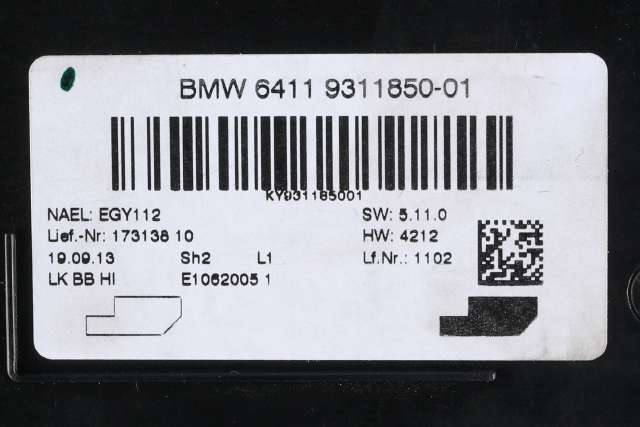 BMW 6411 9311850-01
KY931185001
NAEL: EGY112
SW: 5.11.0
Lief.-Nr: 173138 10
HW: 4212
19.09.13 Sh2 L1
Lf.Nr.: 1102
LK BB HI E1062005 1